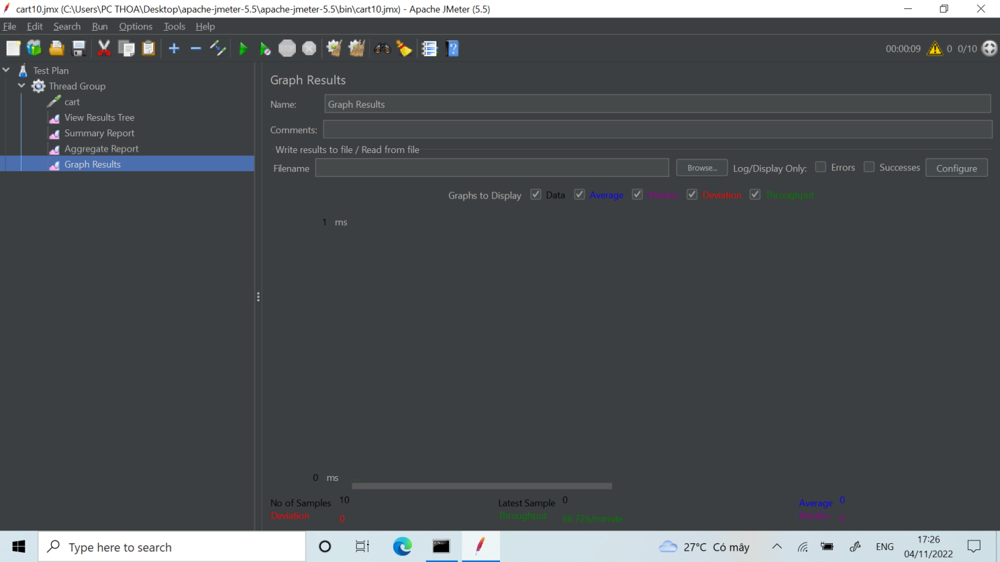 cart10.jmx (C:\Users\PC THOA\Desktop\apache-jmeter-5.5\apache-jmeter-5.5\bin\cart10.jmx) - Apache JMeter (5.5)
File Edit Search Run Options Tools Help
STOP 00:00:09 0 0/10
Test Plan
Thread Group
cart
View Results Tree
Summary Report
Aggregate Report
Graph Results
Graph Results
Name: Graph Results
Comments:
Write results to file / Read from file
Filename Browse... Log/Display Only: Errors Successes Configure
Graphs to Display Data Average Median Deviation Throughput
1 ms
0 ms
No of Samples 10 Latest Sample 0 Average 0
Deviation 0 Throughput 66.726/minute Median 0
Type here to search 27°C Có mây ENG 17:26
04/11/2022